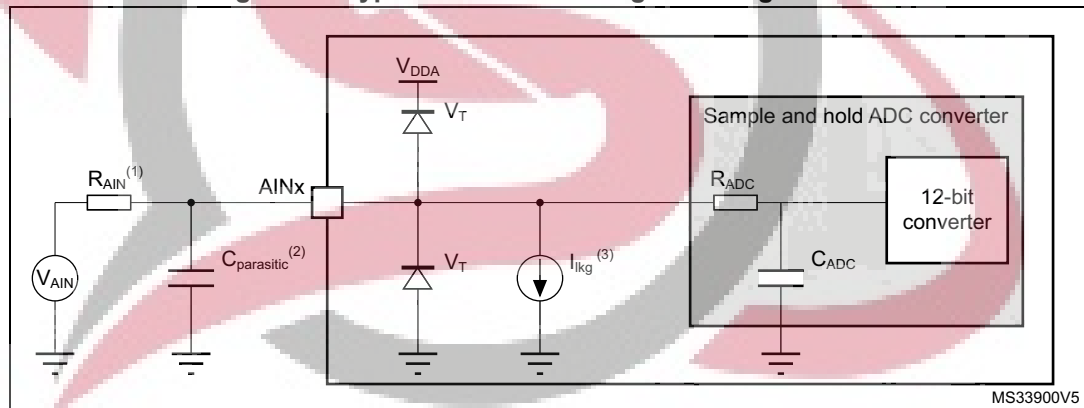 V_DDA
V_T
Sample and hold ADC converter
R_AIN(1)
AINx
R_ADC
12-bit
converter
C_parasitic(2)
V_T
I_lkg(3)
C_ADC
V_AIN
MS33900V5